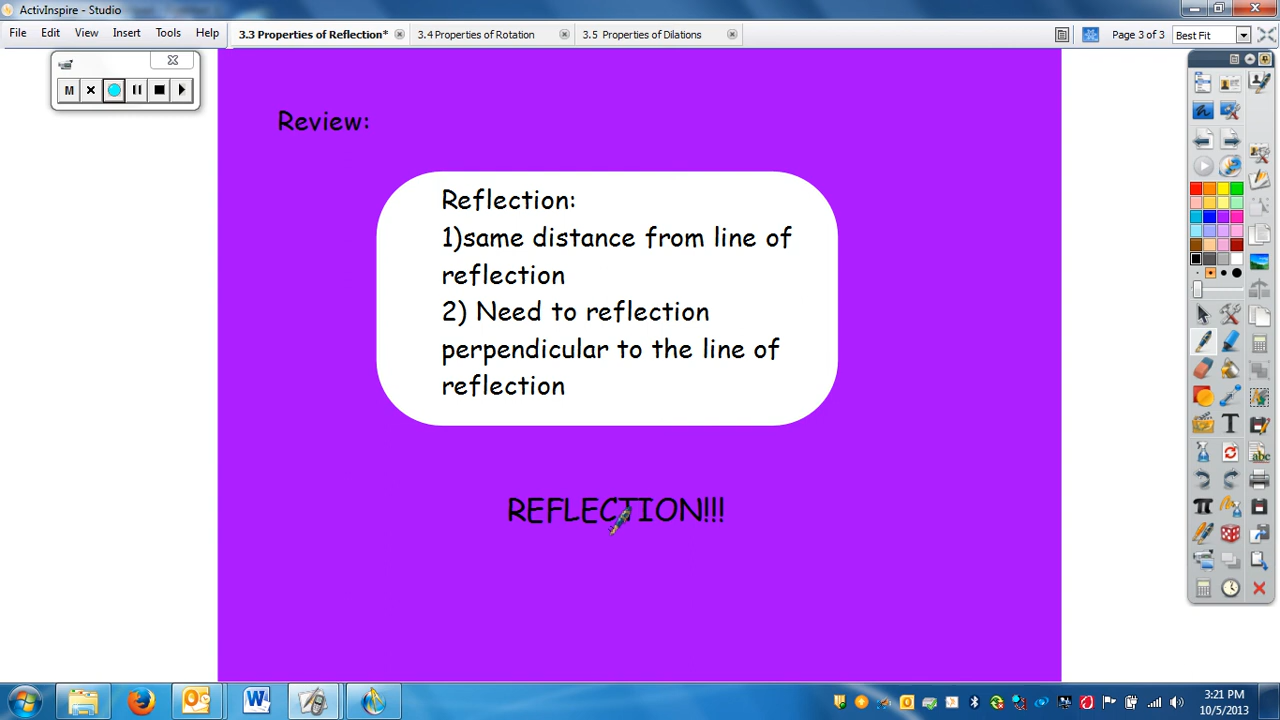 ActivInspire - Studio
File Edit View Insert Tools Help
3.3 Properties of Reflection* 3.4 Properties of Rotation 3.5 Properties of Dilations
Page 3 of 3 Best Fit
M
Review:
Reflection:
1)same distance from line of
reflection
2) Need to reflection
perpendicular to the line of
reflection
REFLECTION!!!
3:21 PM
10/5/2013